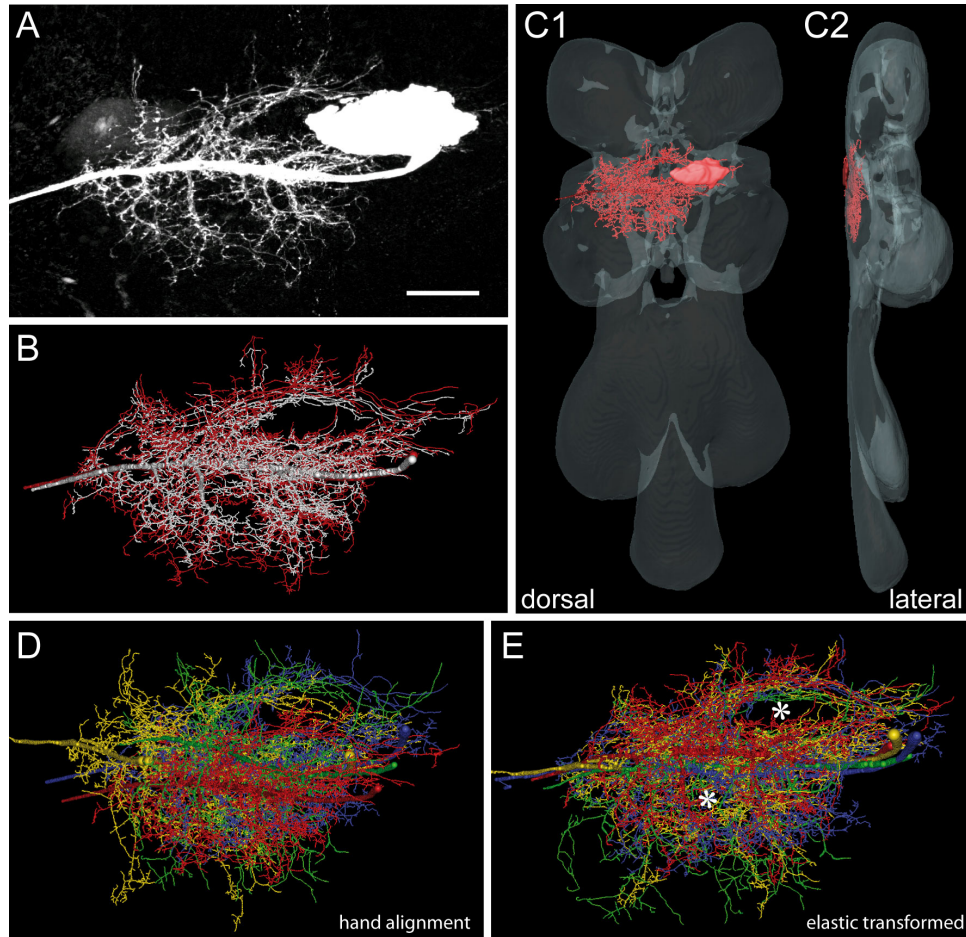 A
C1
C2
B
dorsal
lateral
D
E
*
*
hand alignment
elastic transformed